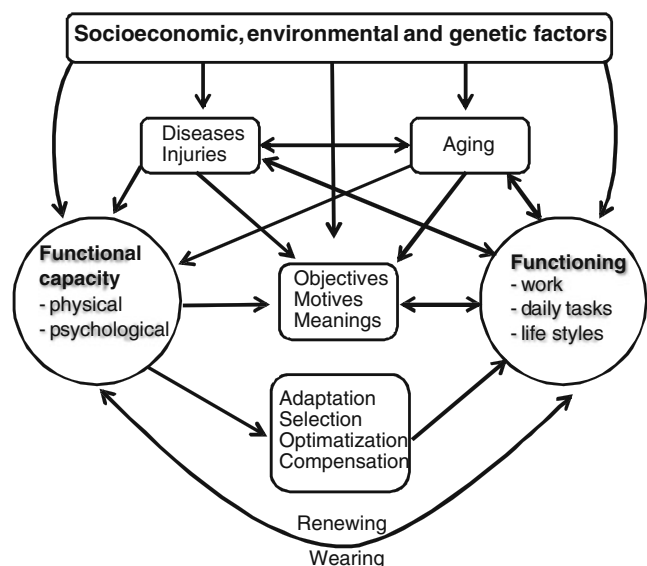 Socioeconomic, environmental and genetic factors
Diseases
Injuries
Aging
Functional
capacity
- physical
- psychological
Objectives
Motives
Meanings
Functioning
- work
- daily tasks
- life styles
Adaptation
Selection
Optimatization
Compensation
Renewing
Wearing